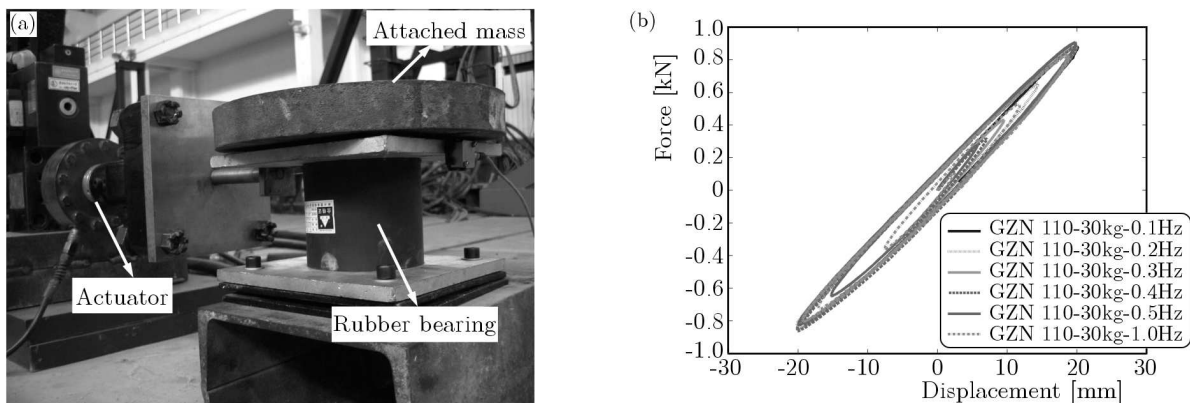 (a)
Attached mass
Actuator
Rubber bearing
(b)
Force [kN]
1.0
0.8
0.6
0.4
0.2
0
-0.2
-0.4
-0.6
-0.8
-1.0
GZN 110-30kg-0.1Hz
GZN 110-30kg-0.2Hz
GZN 110-30kg-0.3Hz
GZN 110-30kg-0.4Hz
GZN 110-30kg-0.5Hz
GZN 110-30kg-1.0Hz
-30 -20 -10 0 10 20 30
Displacement [mm]